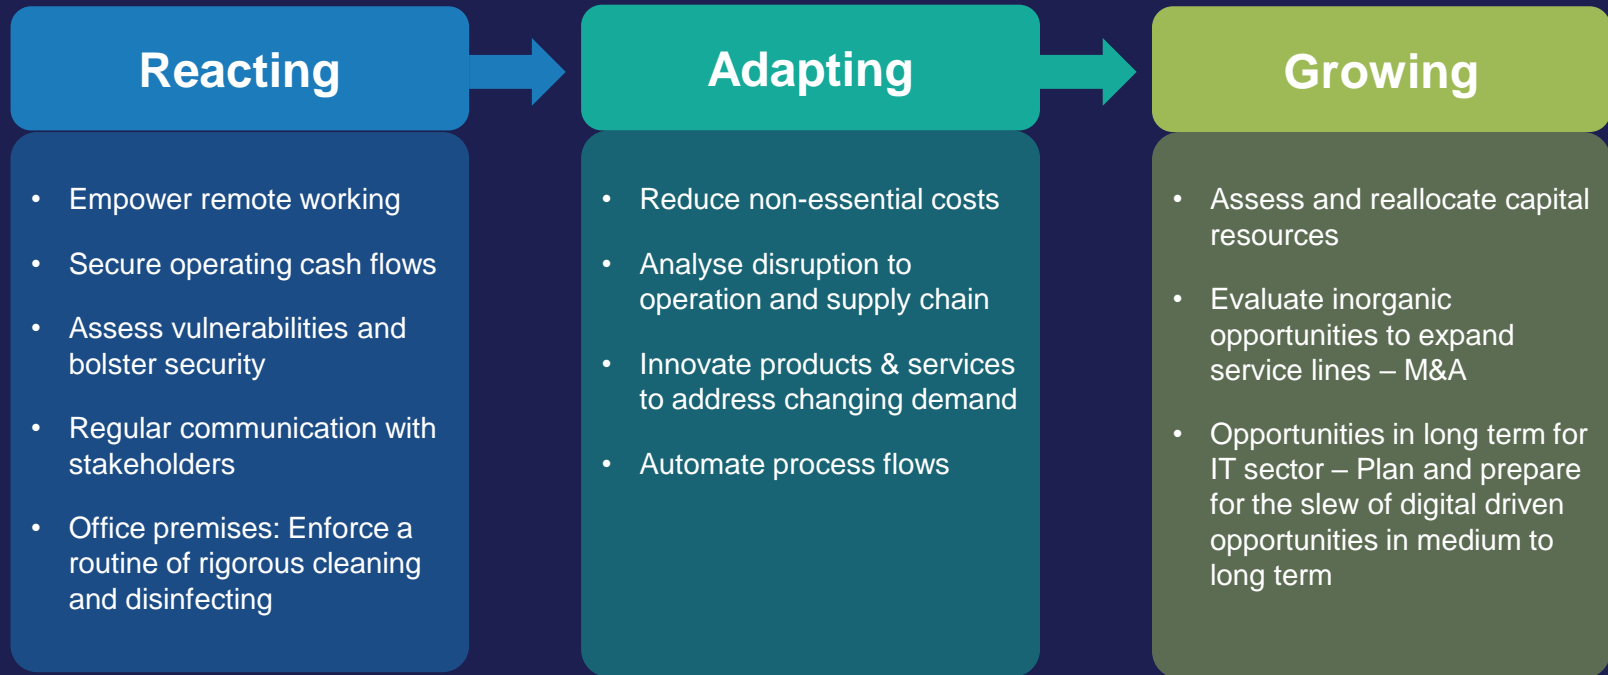 Reacting
• Empower remote working
• Secure operating cash flows
• Assess vulnerabilities and
bolster security
• Regular communication with
stakeholders
• Office premises: Enforce a
routine of rigorous cleaning
and disinfecting
Adapting
• Reduce non-essential costs
• Analyse disruption to
operation and supply chain
• Innovate products & services
to address changing demand
• Automate process flows
Growing
• Assess and reallocate capital
resources
• Evaluate inorganic
opportunities to expand
service lines – M&A
• Opportunities in long term for
IT sector – Plan and prepare
for the slew of digital driven
opportunities in medium to
long term